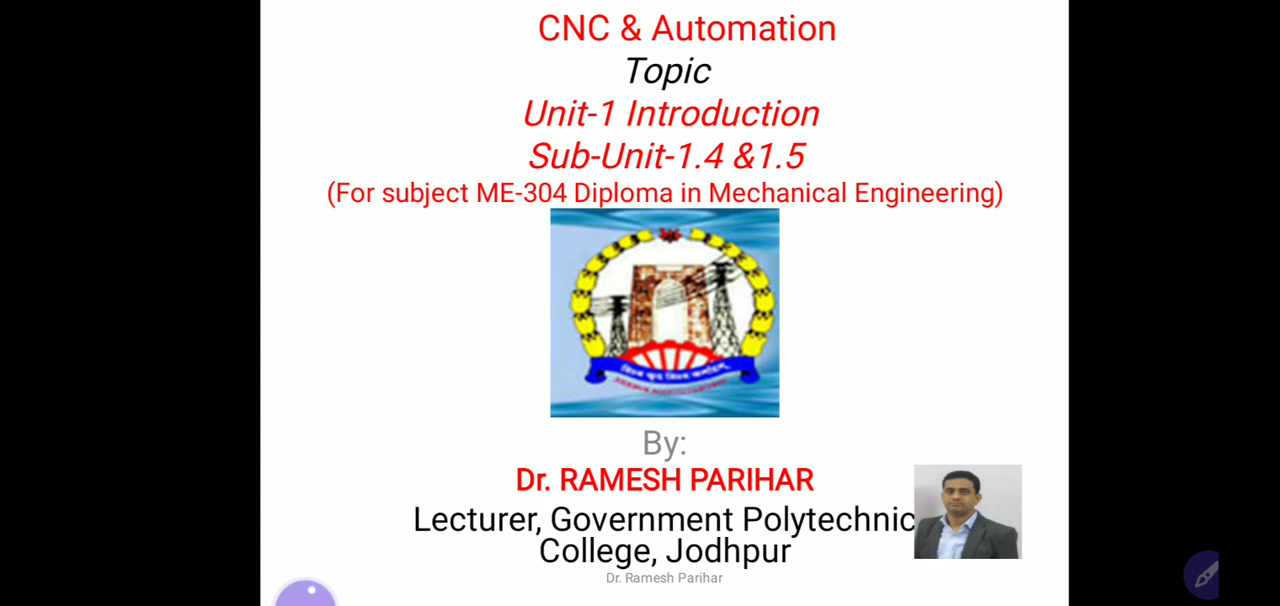 CNC & Automation
Topic
Unit-1 Introduction
Sub-Unit-1.4 &1.5
(For subject ME-304 Diploma in Mechanical Engineering)
By:
Dr. RAMESH PARIHAR
Lecturer, Government Polytechnic
College, Jodhpur
Dr. Ramesh Parihar